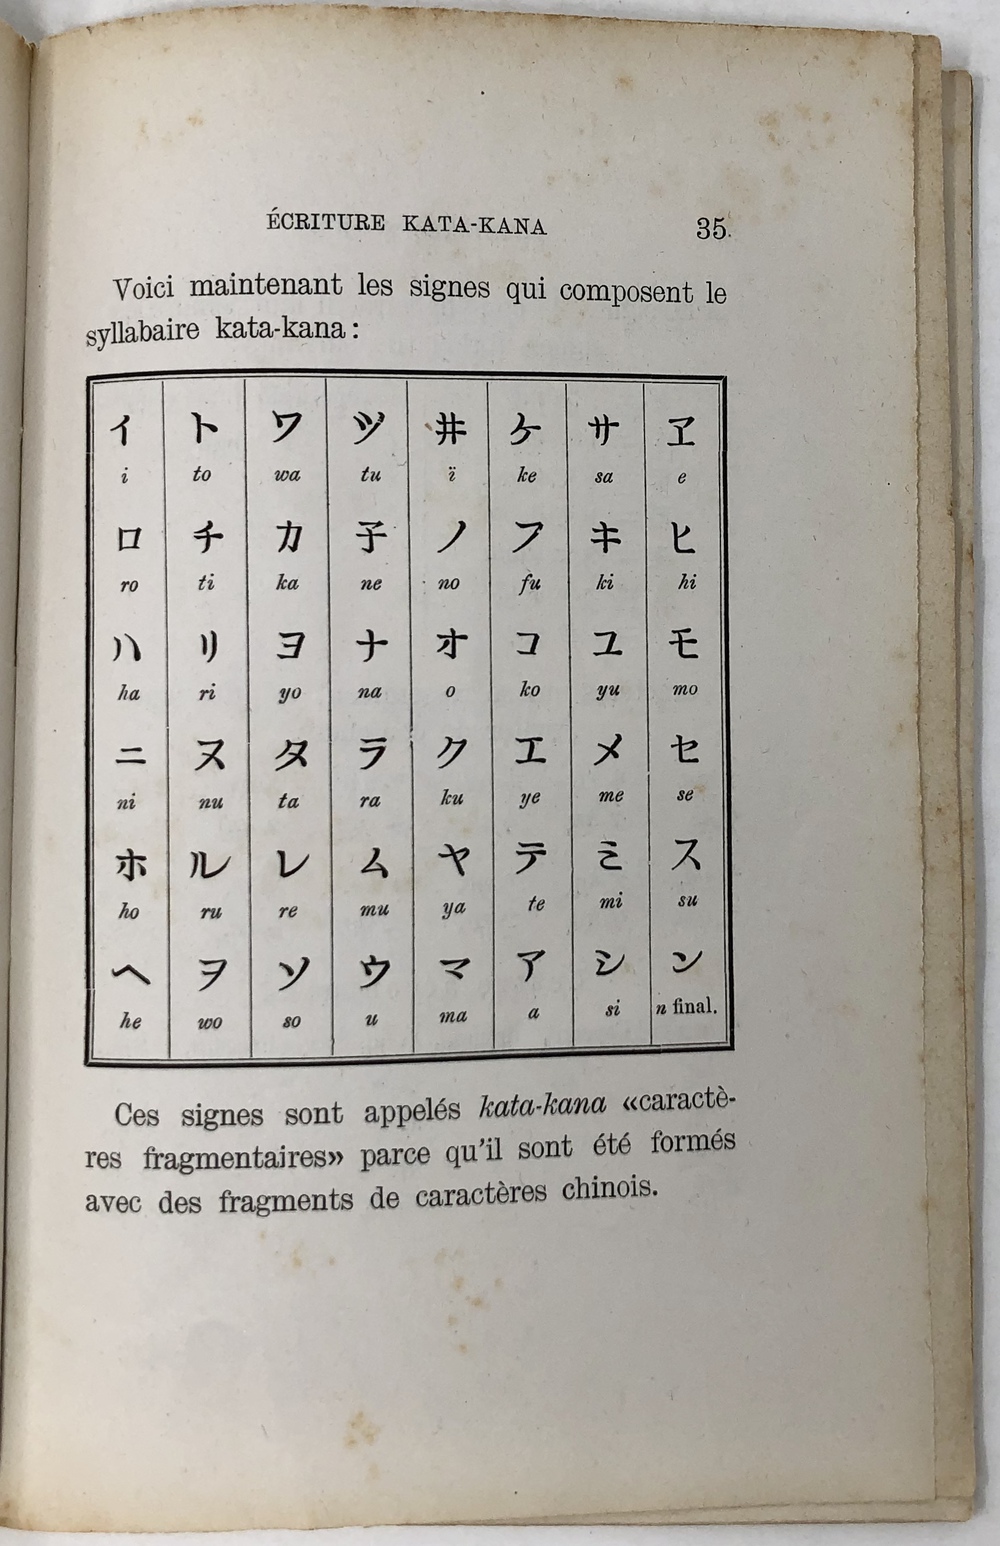 ÉCRITURE KATA-KANA 35.
Voici maintenant les signes qui composent le
syllabaire kata-kana :
イ ト ワ ツ 井 ケ サ ヱ
i to wa tu ï ke sa e
ロ チ カ 子 ノ フ キ ヒ
ro ti ka ne no fu ki hi
ハ リ ヨ ナ オ コ ユ モ
ha ri yo na o ko yu mo
ニ ヌ タ ラ ク エ メ セ
ni nu ta ra ku ye me se
ホ ル レ ム ヤ テ ミ ス
ho ru re mu ya te mi su
ヘ ヲ ソ ウ マ ア シ ン
he wo so u ma a si n final.
Ces signes sont appelés kata-kana «caractè-
res fragmentaires» parce qu'il sont été formés
avec des fragments de caractères chinois.